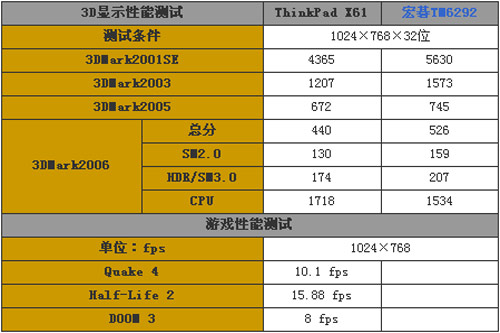 3D显示性能测试 ThinkPad X61 宏碁TM6292
测试条件 1024×768×32位
3DMark2001SE 4365 5630
3DMark2003 1207 1573
3DMark2005 672 745
3DMark2006 总分 440 526
SM2.0 130 159
HDR/SM3.0 174 207
CPU 1718 1534
游戏性能测试
单位：fps 1024×768
Quake 4 10.1 fps
Half-Life 2 15.88 fps
DOOM 3 8 fps